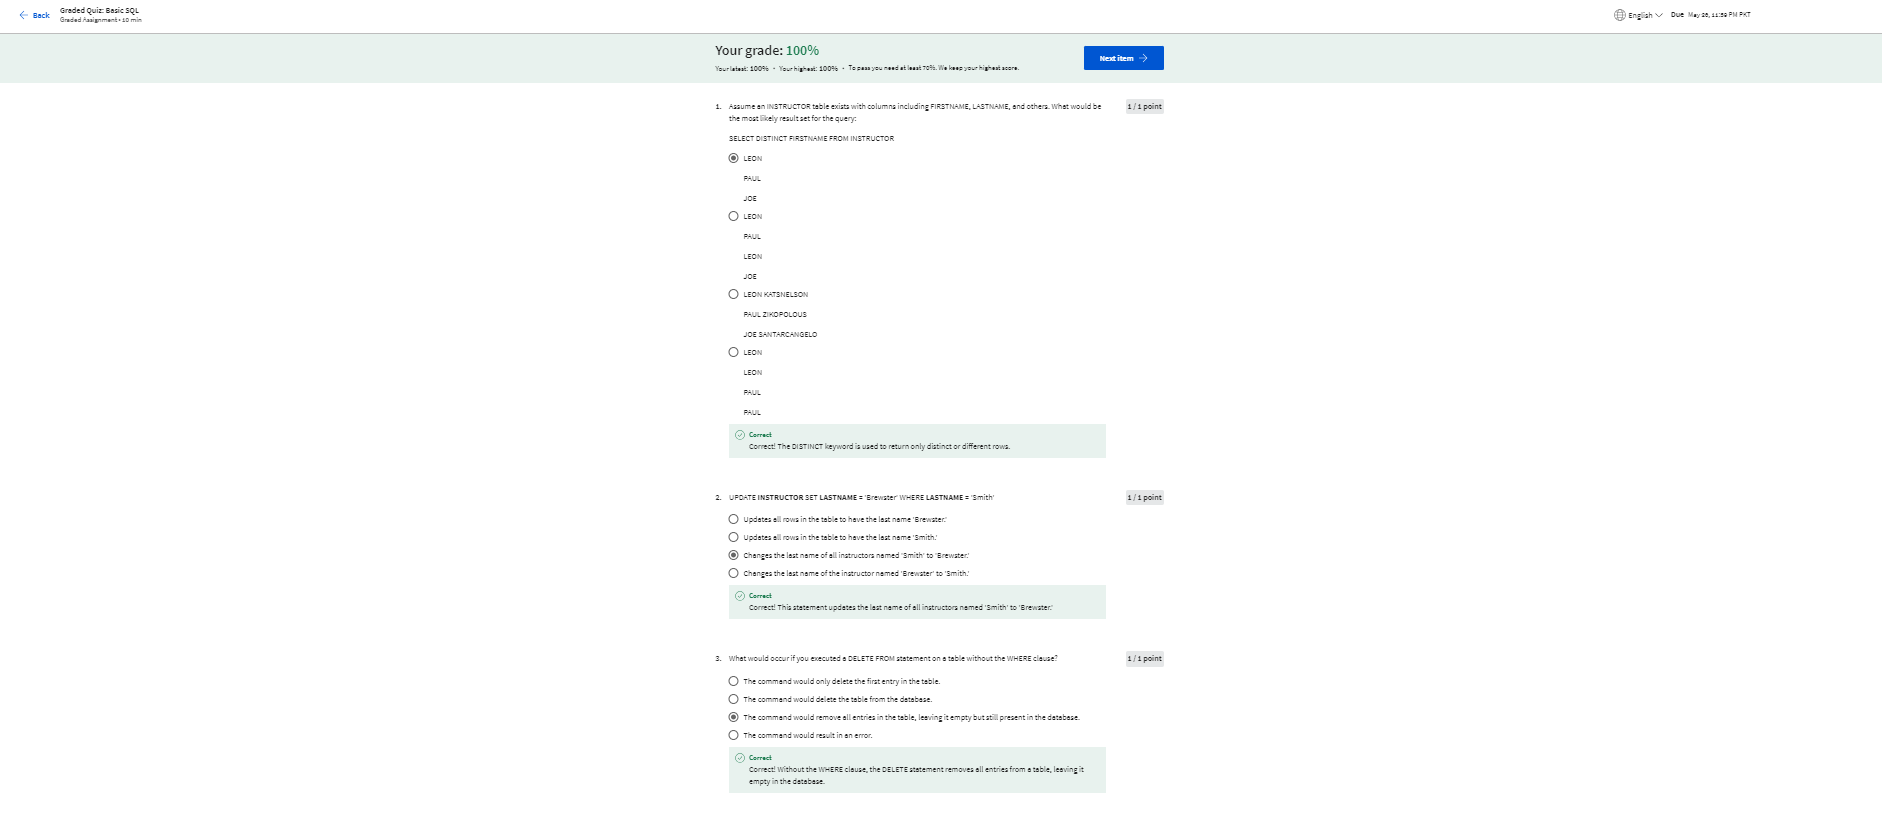 Back
Graded Quiz: Basic SQL
Graded Assignment • 10 min
English
Due May 26, 11:59 PM PKT
Your grade: 100%
Your latest: 100% • Your highest: 100% • To pass you need at least 70%. We keep your highest score.
Next item
1. Assume an INSTRUCTOR table exists with columns including FIRSTNAME, LASTNAME, and others. What would be
the most likely result set for the query:
1 / 1 point
SELECT DISTINCT FIRSTNAME FROM INSTRUCTOR
LEON
PAUL
JOE
LEON
PAUL
LEON
JOE
LEON KATSNELSON
PAUL ZIKOPOLOUS
JOE SANTARCANGELO
LEON
LEON
PAUL
PAUL
Correct
Correct! The DISTINCT keyword is used to return only distinct or different rows.
2. UPDATE INSTRUCTOR SET LASTNAME = 'Brewster' WHERE LASTNAME = 'Smith'
1 / 1 point
Updates all rows in the table to have the last name 'Brewster.'
Updates all rows in the table to have the last name 'Smith.'
Changes the last name of all instructors named 'Smith' to 'Brewster.'
Changes the last name of the instructor named 'Brewster' to 'Smith.'
Correct
Correct! This statement updates the last name of all instructors named 'Smith' to 'Brewster.'
3. What would occur if you executed a DELETE FROM statement on a table without the WHERE clause?
1 / 1 point
The command would only delete the first entry in the table.
The command would delete the table from the database.
The command would remove all entries in the table, leaving it empty but still present in the database.
The command would result in an error.
Correct
Correct! Without the WHERE clause, the DELETE statement removes all entries from a table, leaving it
empty in the database.